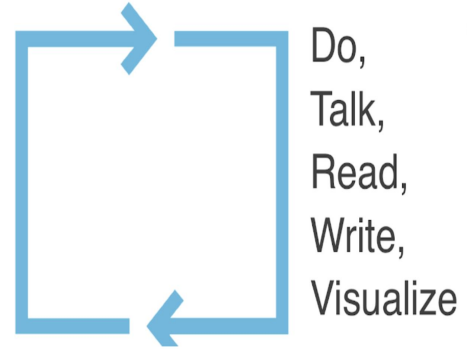 Do,
Talk,
Read,
Write,
Visualize